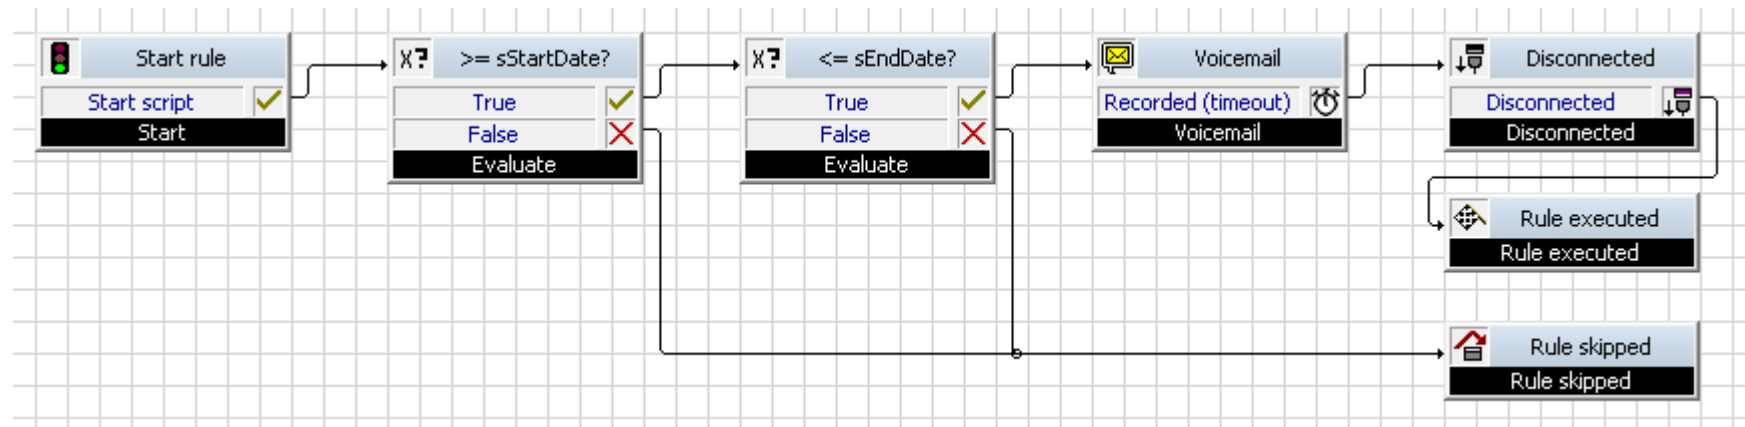 Start rule
Start script
Start
X? >= sStartDate?
True
False
Evaluate
X? <= sEndDate?
True
False
Evaluate
Voicemail
Recorded (timeout)
Voicemail
Disconnected
Disconnected
Disconnected
Rule executed
Rule executed
Rule skipped
Rule skipped